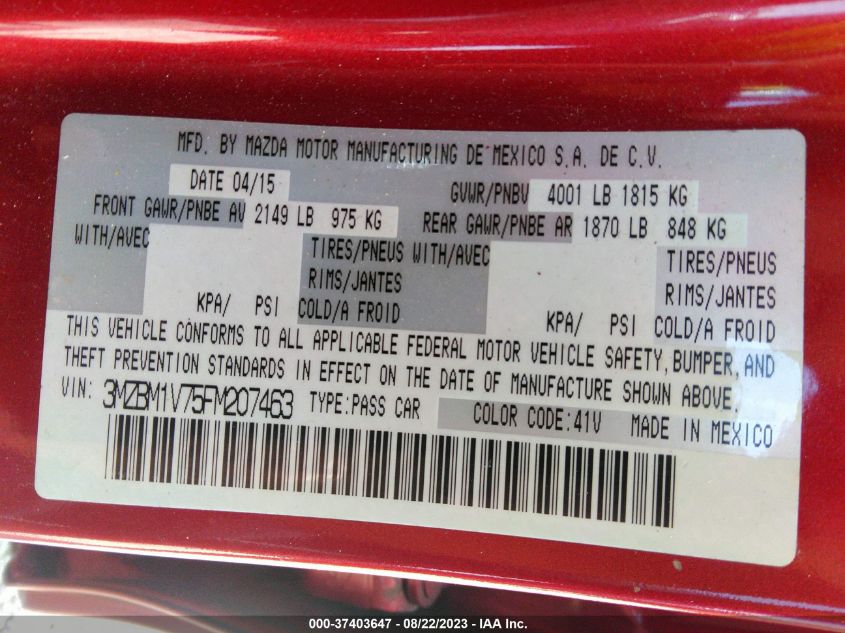 MFD. BY MAZDA MOTOR MANUFACTURING DE MEXICO S.A. DE C.V.
DATE 04/15 GVWR/PNBV 4001 LB 1815 KG
FRONT GAWR/PNBE AV 2149 LB 975 KG REAR GAWR/PNBE AR 1870 LB 848 KG
WITH/AVEC TIRES/PNEUS WITH/AVEC TIRES/PNEUS
RIMS/JANTES RIMS/JANTES
KPA/ PSI COLD/A FROID KPA/ PSI COLD/A FROID
THIS VEHICLE CONFORMS TO ALL APPLICABLE FEDERAL MOTOR VEHICLE SAFETY, BUMPER, AND
THEFT PREVENTION STANDARDS IN EFFECT ON THE DATE OF MANUFACTURE SHOWN ABOVE.
VIN: 3MZBM1V75FM207463 TYPE:PASS CAR COLOR CODE:41V MADE IN MEXICO
000-37403647 - 08/22/2023 - IAA Inc.